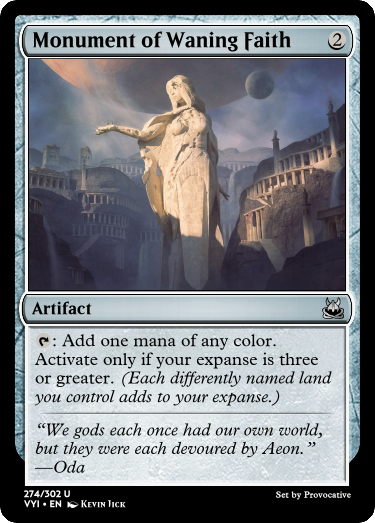 Monument of Waning Faith 2
Artifact
: Add one mana of any color.
Activate only if your expanse is three
or greater. (Each differently named land
you control adds to your expanse.)
“We gods each once had our own world,
but they were each devoured by Aeon.”
—Oda
274/302 U
VYI • EN Kevin Jick
Set by Provocative